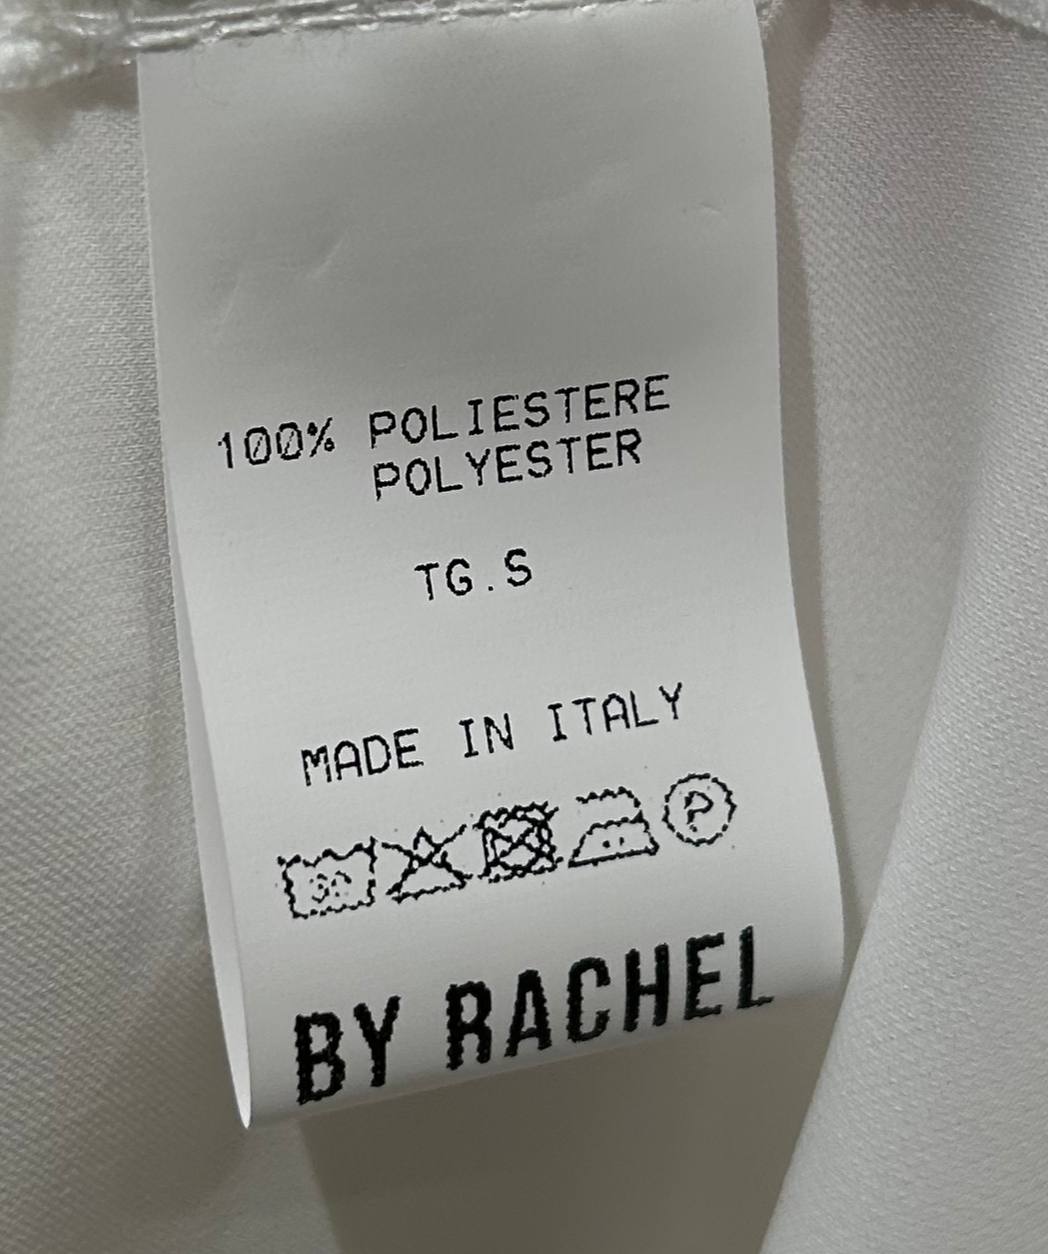 100% POLIESTERE
POLYESTER
TG.S
MADE IN ITALY
P
BY RACHEL